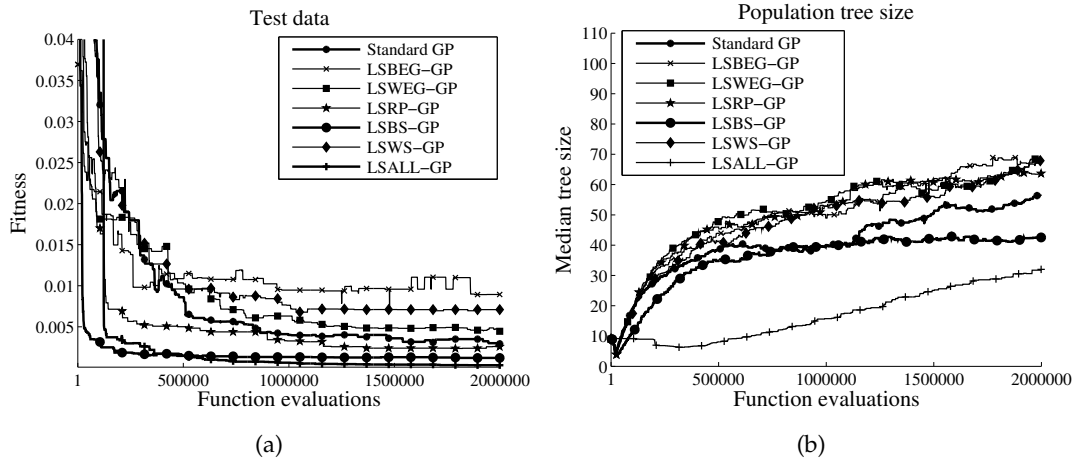 Test data
0.04
0.035
0.03
0.025
0.02
0.015
0.01
0.005
Fitness
Standard GP
LSBEG−GP
LSWEG−GP
LSRP−GP
LSBS−GP
LSWS−GP
LSALL−GP
1 500000 1000000 1500000 2000000
Function evaluations
(a)
Population tree size
110
100
90
80
70
60
50
40
30
20
10
0
Median tree size
Standard GP
LSBEG−GP
LSWEG−GP
LSRP−GP
LSBS−GP
LSWS−GP
LSALL−GP
1 500000 1000000 1500000 2000000
Function evaluations
(b)